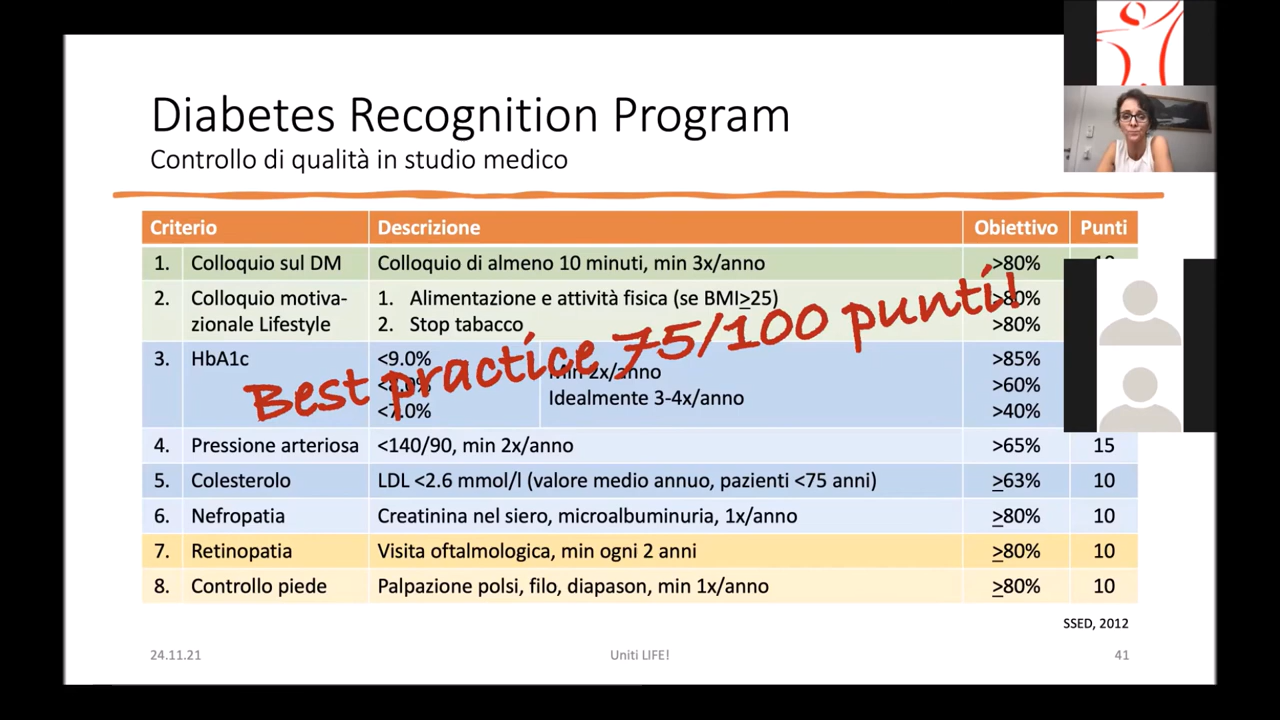 Diabetes Recognition Program
Controllo di qualità in studio medico
Criterio Descrizione Obiettivo Punti
1. Colloquio sul DM Colloquio di almeno 10 minuti, min 3x/anno >80%
2. Colloquio motiva- 1. Alimentazione e attività fisica (se BMI≥25) >80%
zionale Lifestyle 2. Stop tabacco >80%
Best practice 75/100 punti!
3. HbA1c <9.0% Min 2x/anno >85%
>60%
Idealmente 3-4x/anno
<7.0% >40%
4. Pressione arteriosa <140/90, min 2x/anno >65% 15
5. Colesterolo LDL <2.6 mmol/l (valore medio annuo, pazienti <75 anni) ≥63% 10
6. Nefropatia Creatinina nel siero, microalbuminuria, 1x/anno ≥80% 10
7. Retinopatia Visita oftalmologica, min ogni 2 anni ≥80% 10
8. Controllo piede Palpazione polsi, filo, diapason, min 1x/anno ≥80% 10
SSED, 2012
24.11.21 Uniti LIFE! 41